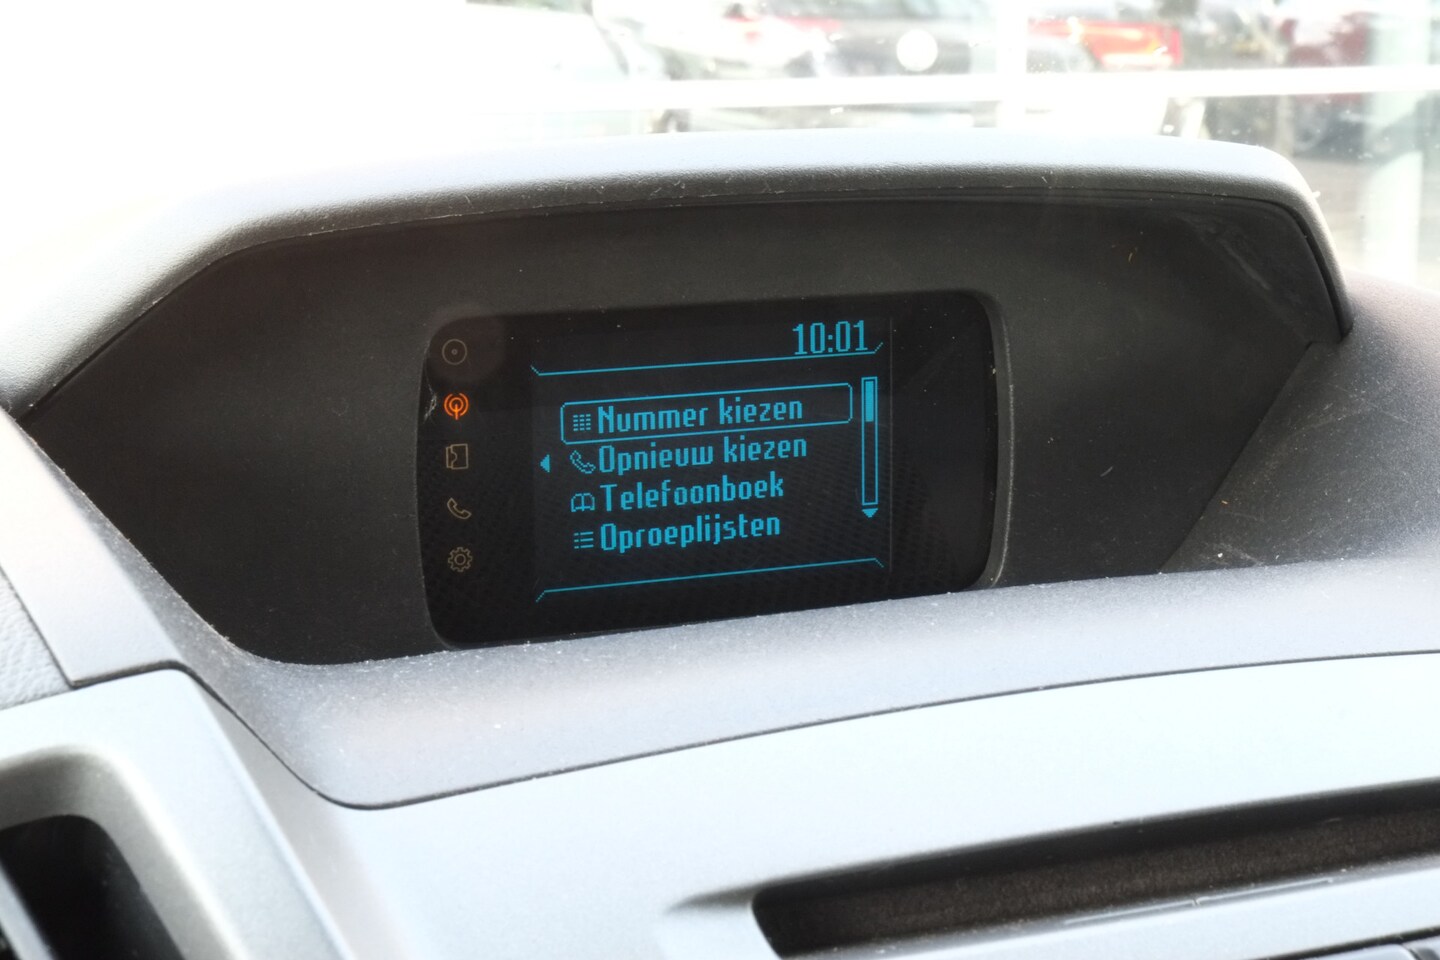 10:01
Nummer kiezen
Opnieuw kiezen
Telefoonboek
Oproeplijsten